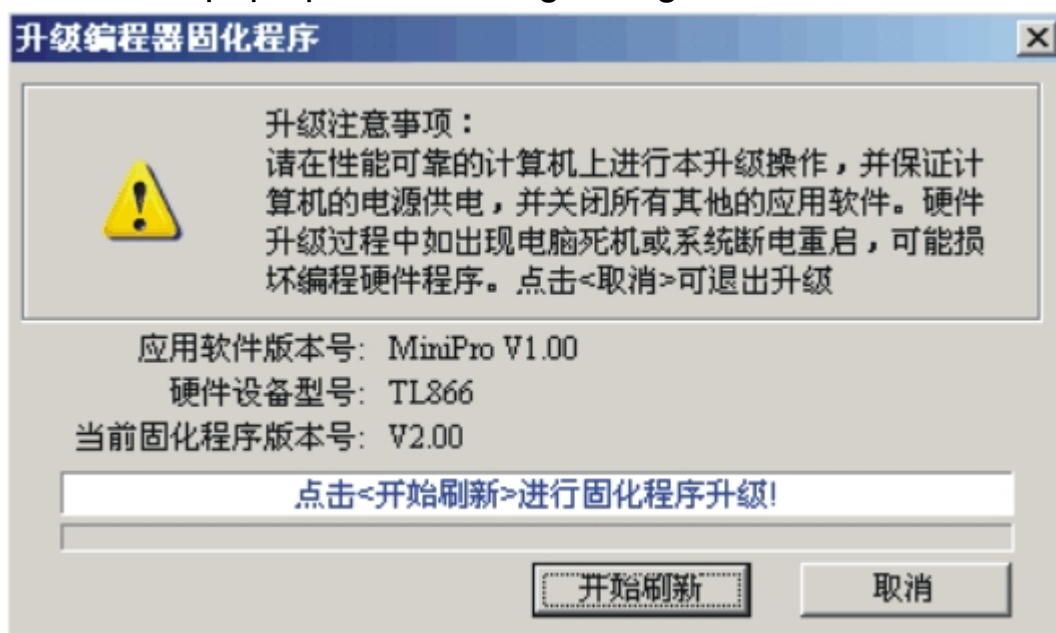 升级编程器固化程序
升级注意事项：
请在性能可靠的计算机上进行本升级操作，并保证计
算机的电源供电，并关闭所有其他的应用软件。硬件
升级过程中如出现电脑死机或系统断电重启，可能损
坏编程硬件程序。点击<取消>可退出升级
应用软件版本号: MiniPro V1.00
硬件设备型号: TL866
当前固化程序版本号: V2.00
点击<开始刷新>进行固化程序升级!
开始刷新 取消